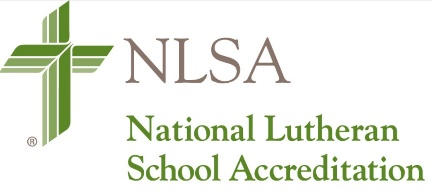 NLSA
®
National Lutheran
School Accreditation